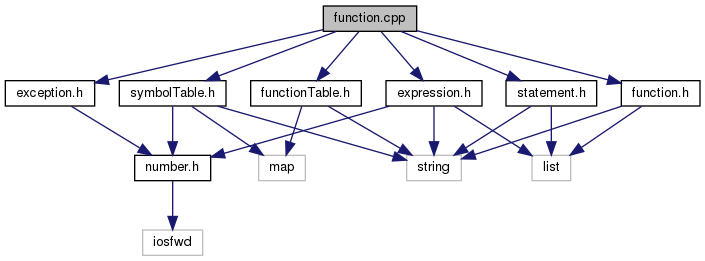 function.cpp
exception.h
symbolTable.h
functionTable.h
expression.h
statement.h
function.h
number.h
map
string
list
iosfwd